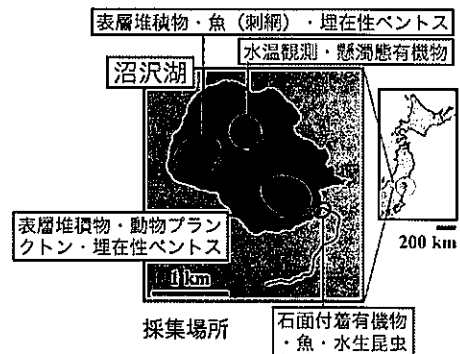 表層堆積物・魚（刺網）・埋在性ベントス
水温観測・懸濁態有機物
沼沢湖
表層堆積物・動物プラン
クトン・埋在性ベントス
1 km
200 km
採集場所
石面付着有機物
・魚・水生昆虫